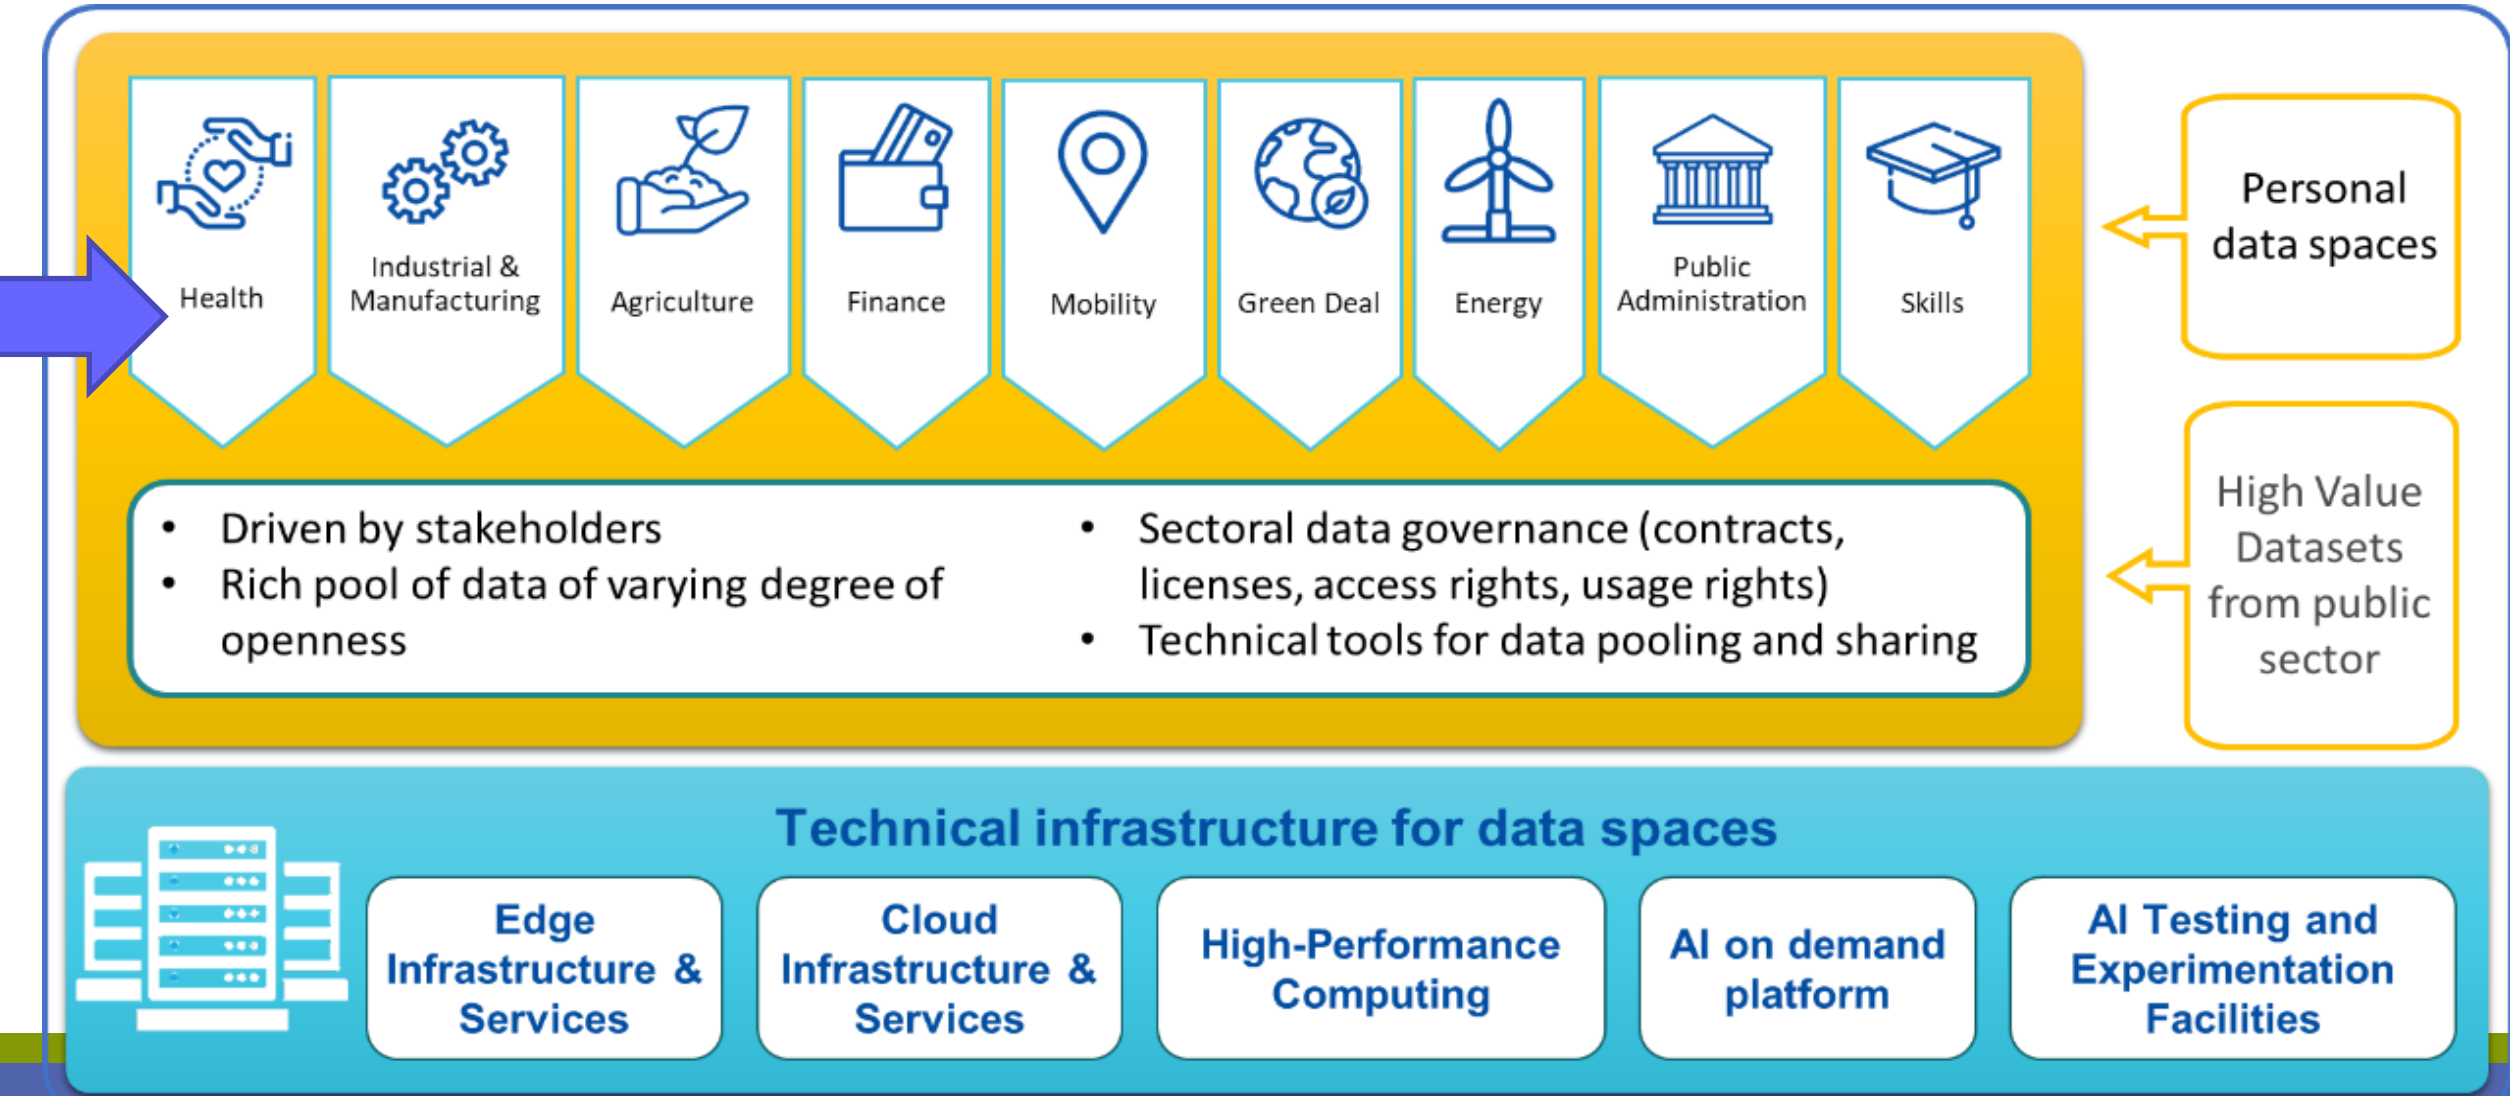 Health
Industrial &
Manufacturing
Agriculture
Finance
Mobility
Green Deal
Energy
Public
Administration
Skills
Personal
data spaces
• Driven by stakeholders
• Rich pool of data of varying degree of
openness
• Sectoral data governance (contracts,
licenses, access rights, usage rights)
• Technical tools for data pooling and sharing
High Value
Datasets
from public
sector
Technical infrastructure for data spaces
Edge
Infrastructure &
Services
Cloud
Infrastructure &
Services
High-Performance
Computing
AI on demand
platform
AI Testing and
Experimentation
Facilities